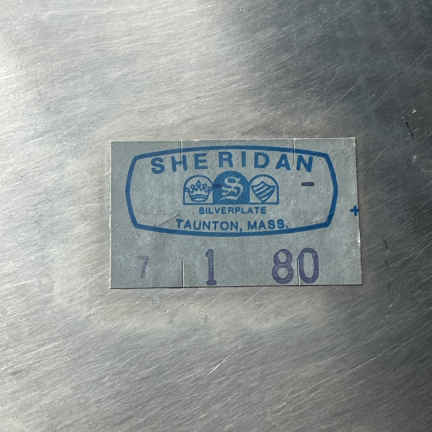 SHERIDAN
S
SILVERPLATE
TAUNTON, MASS.
7 1 80